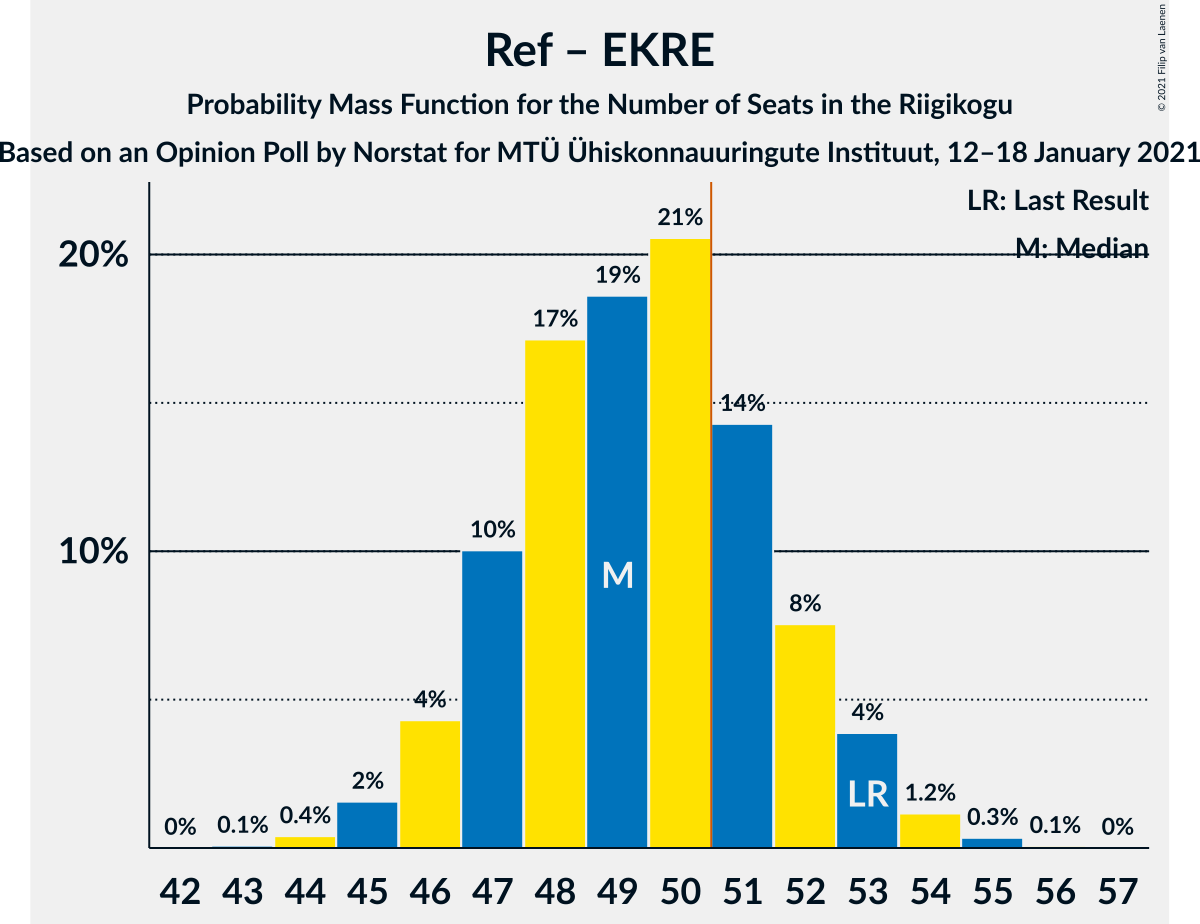 Ref – EKRE
Probability Mass Function for the Number of Seats in the Riigikogu
Based on an Opinion Poll by Norstat for MTÜ Ühiskonnauuringute Instituut, 12–18 January 2021
© 2021 Filip van Laenen
LR: Last Result
M: Median
20%
10%
0%
0.1%
0.4%
2%
4%
10%
17%
19%
21%
14%
8%
4%
1.2%
0.3%
0.1%
0%
M
LR
42 43 44 45 46 47 48 49 50 51 52 53 54 55 56 57